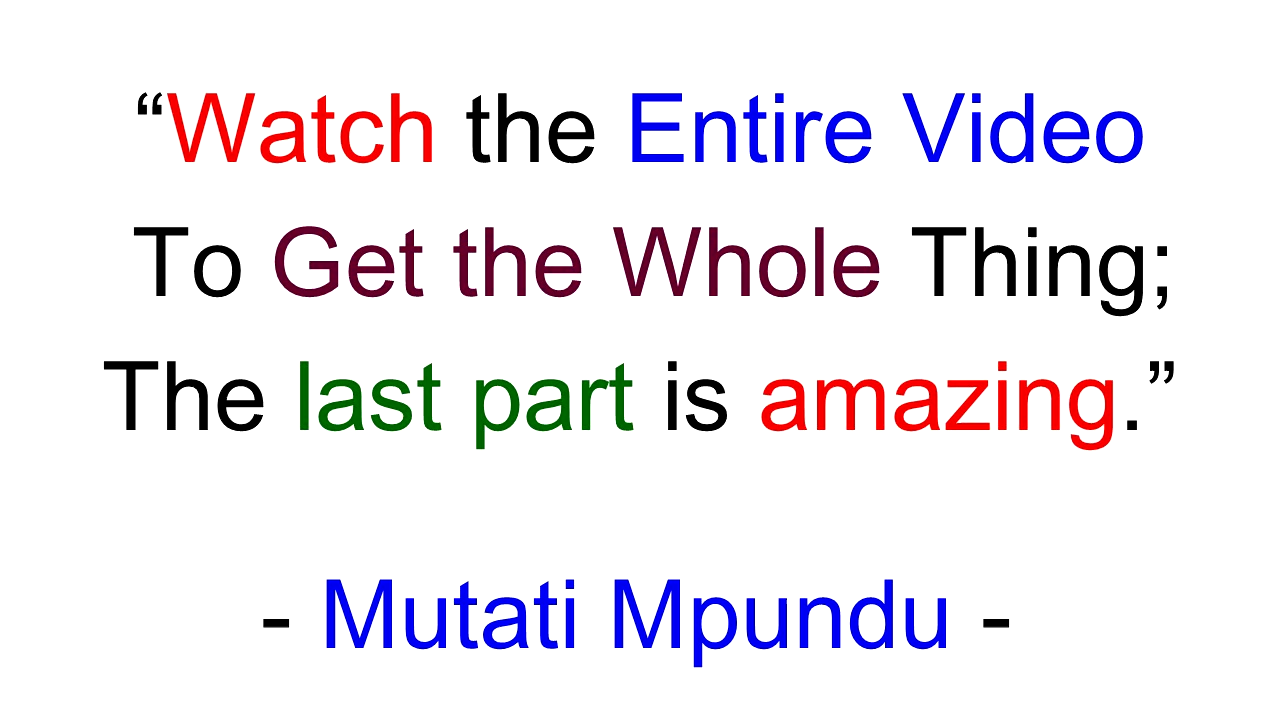 “Watch the Entire Video
To Get the Whole Thing;
The last part is amazing.”
- Mutati Mpundu -